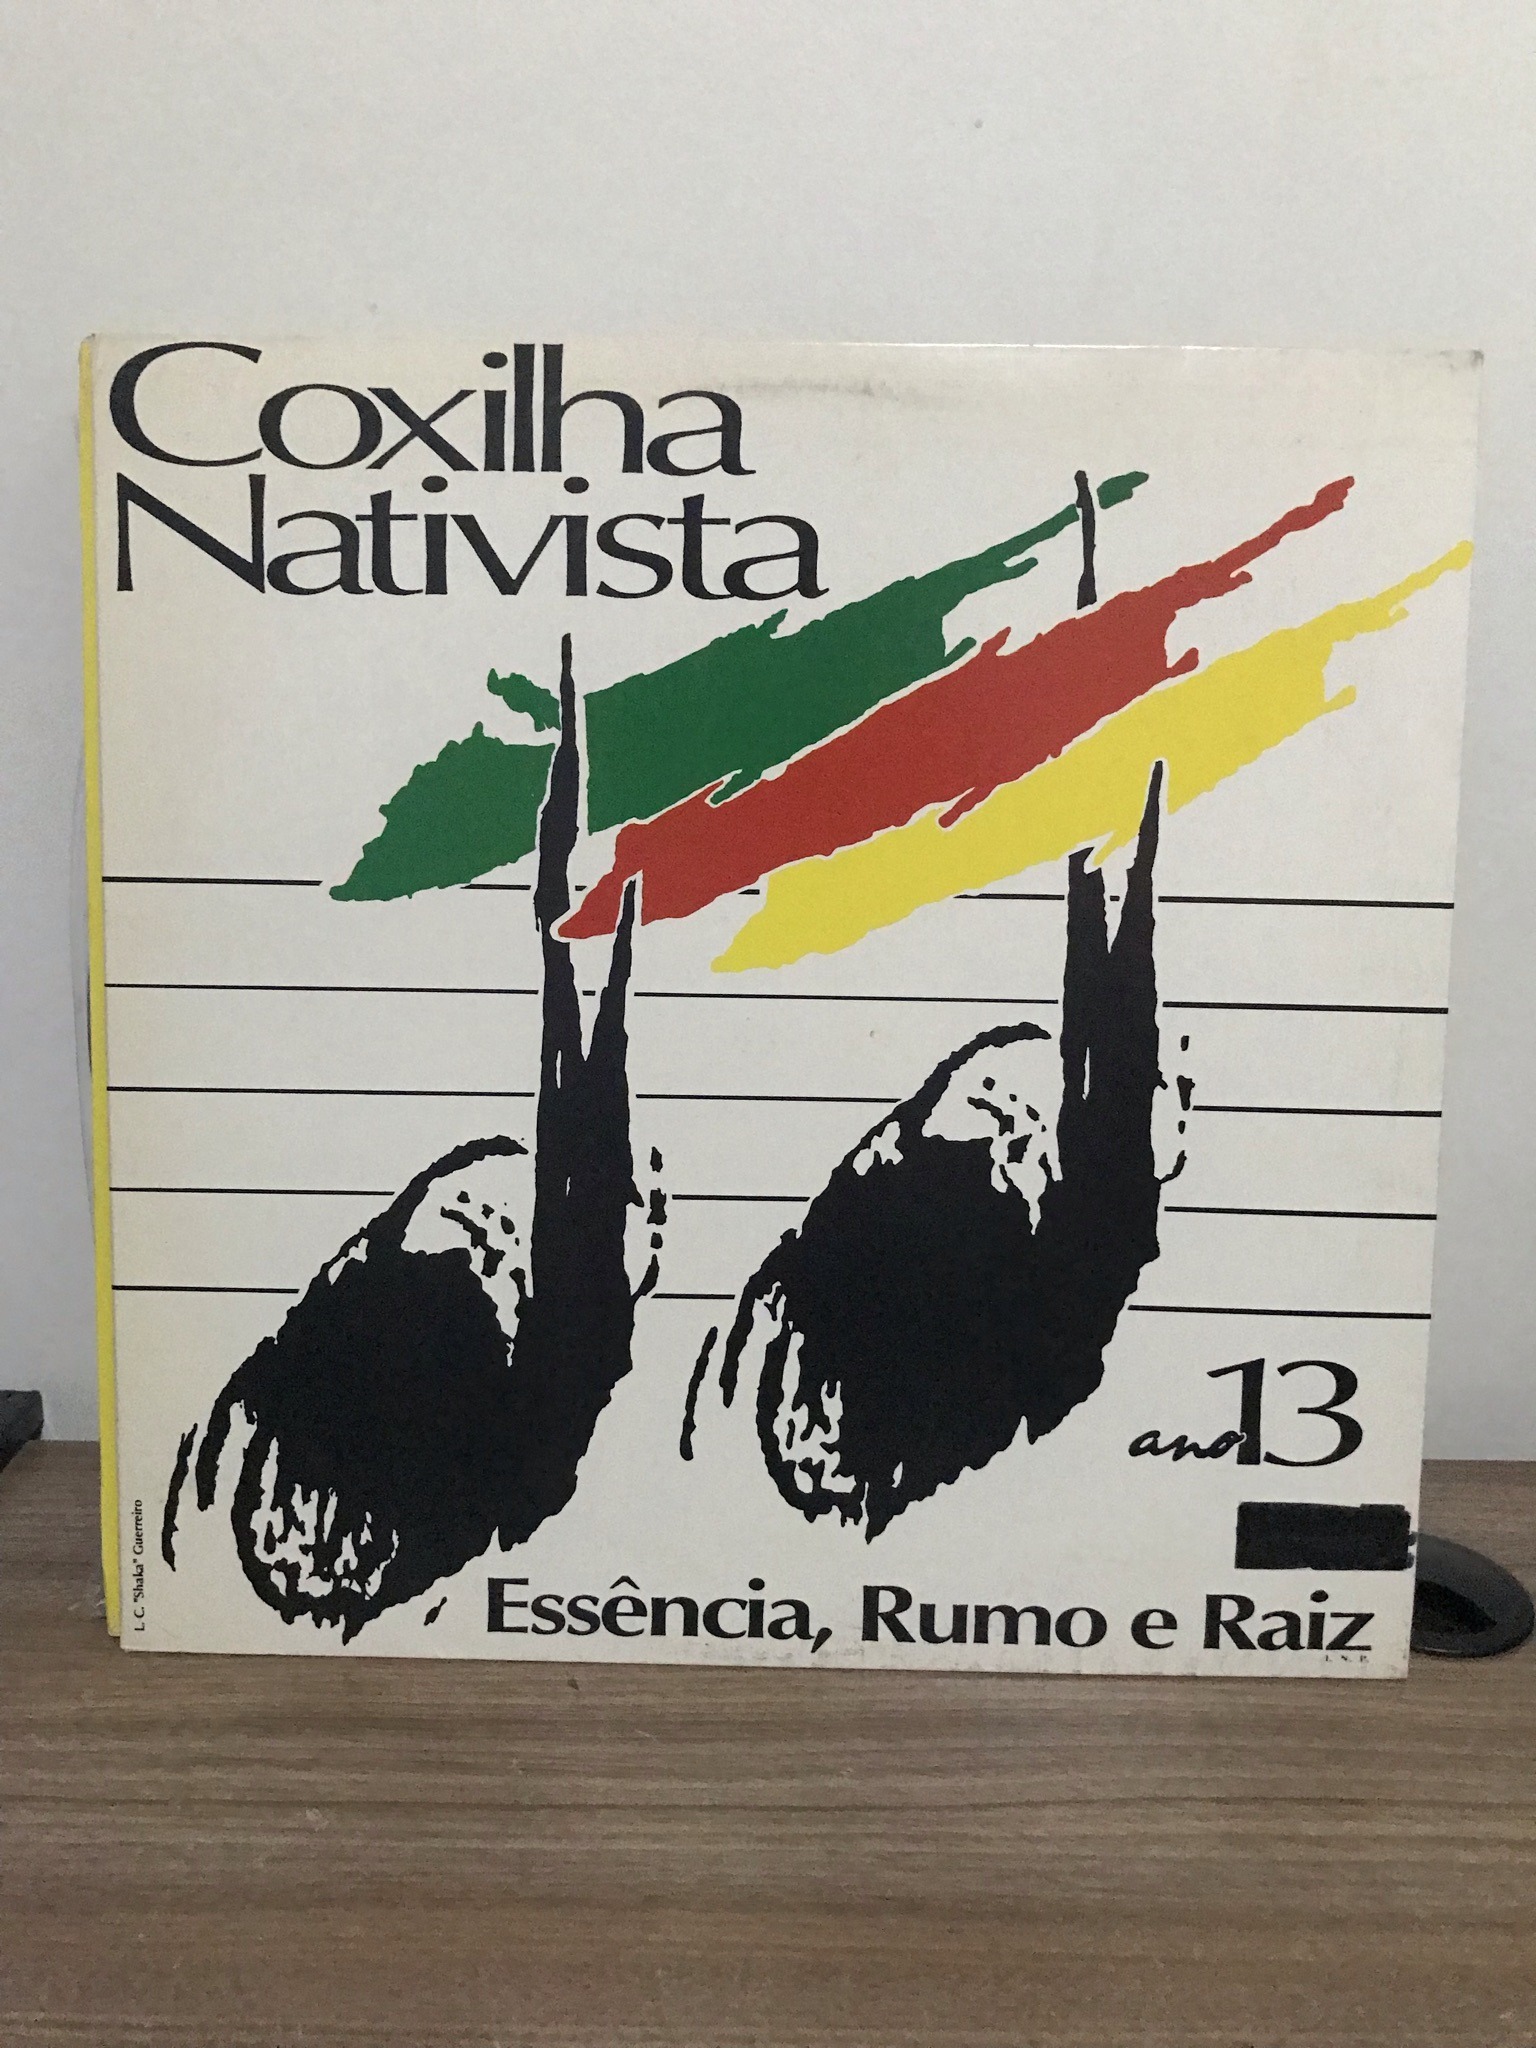 Coxilha
Nativista
ano 13
L. C. "Shaka" Guerreiro
Essência, Rumo e Raiz